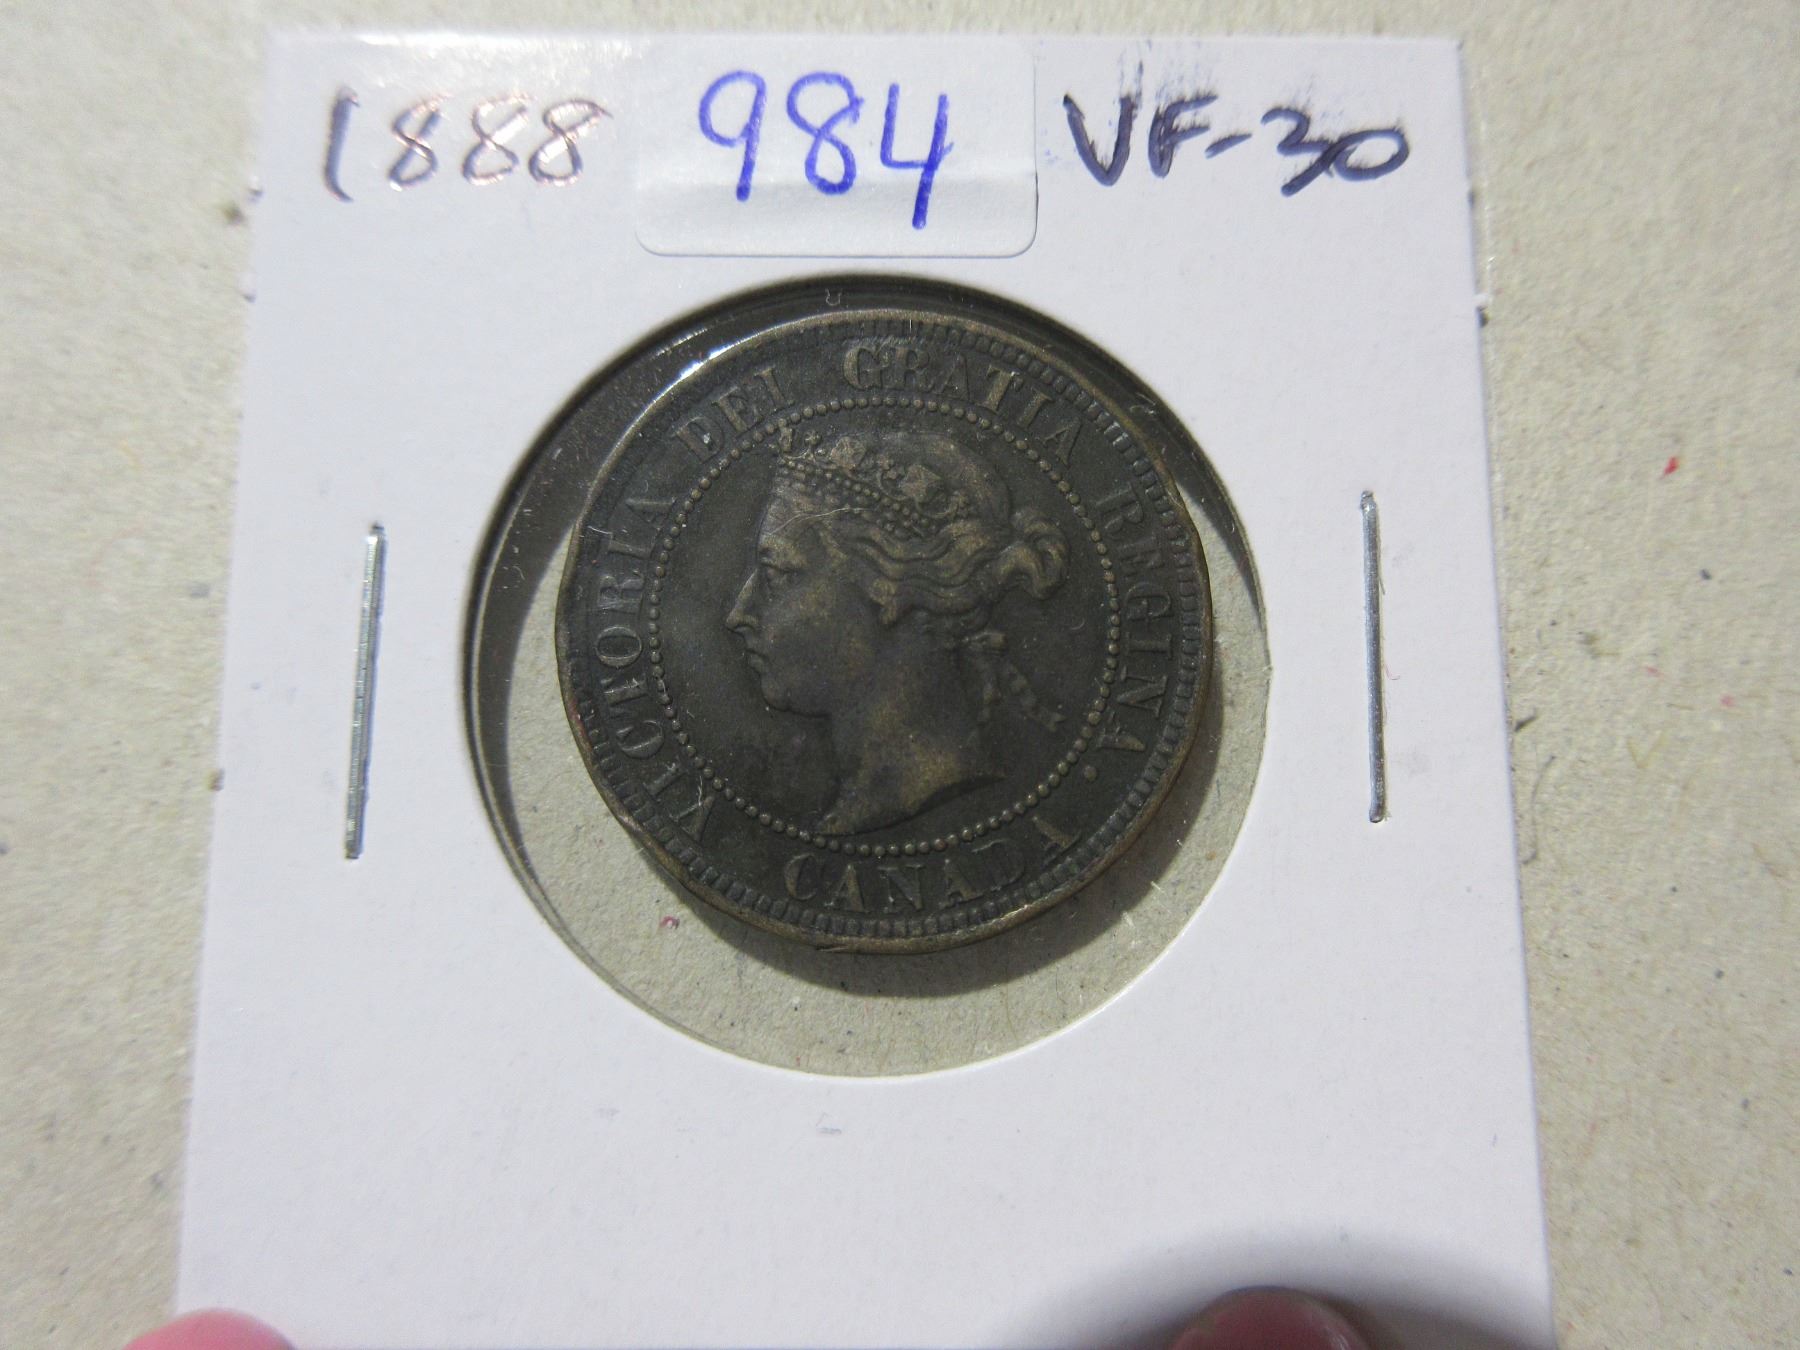 1888 984 VF-30
VICTORIA DEI GRATIA REGINA.
CANADA